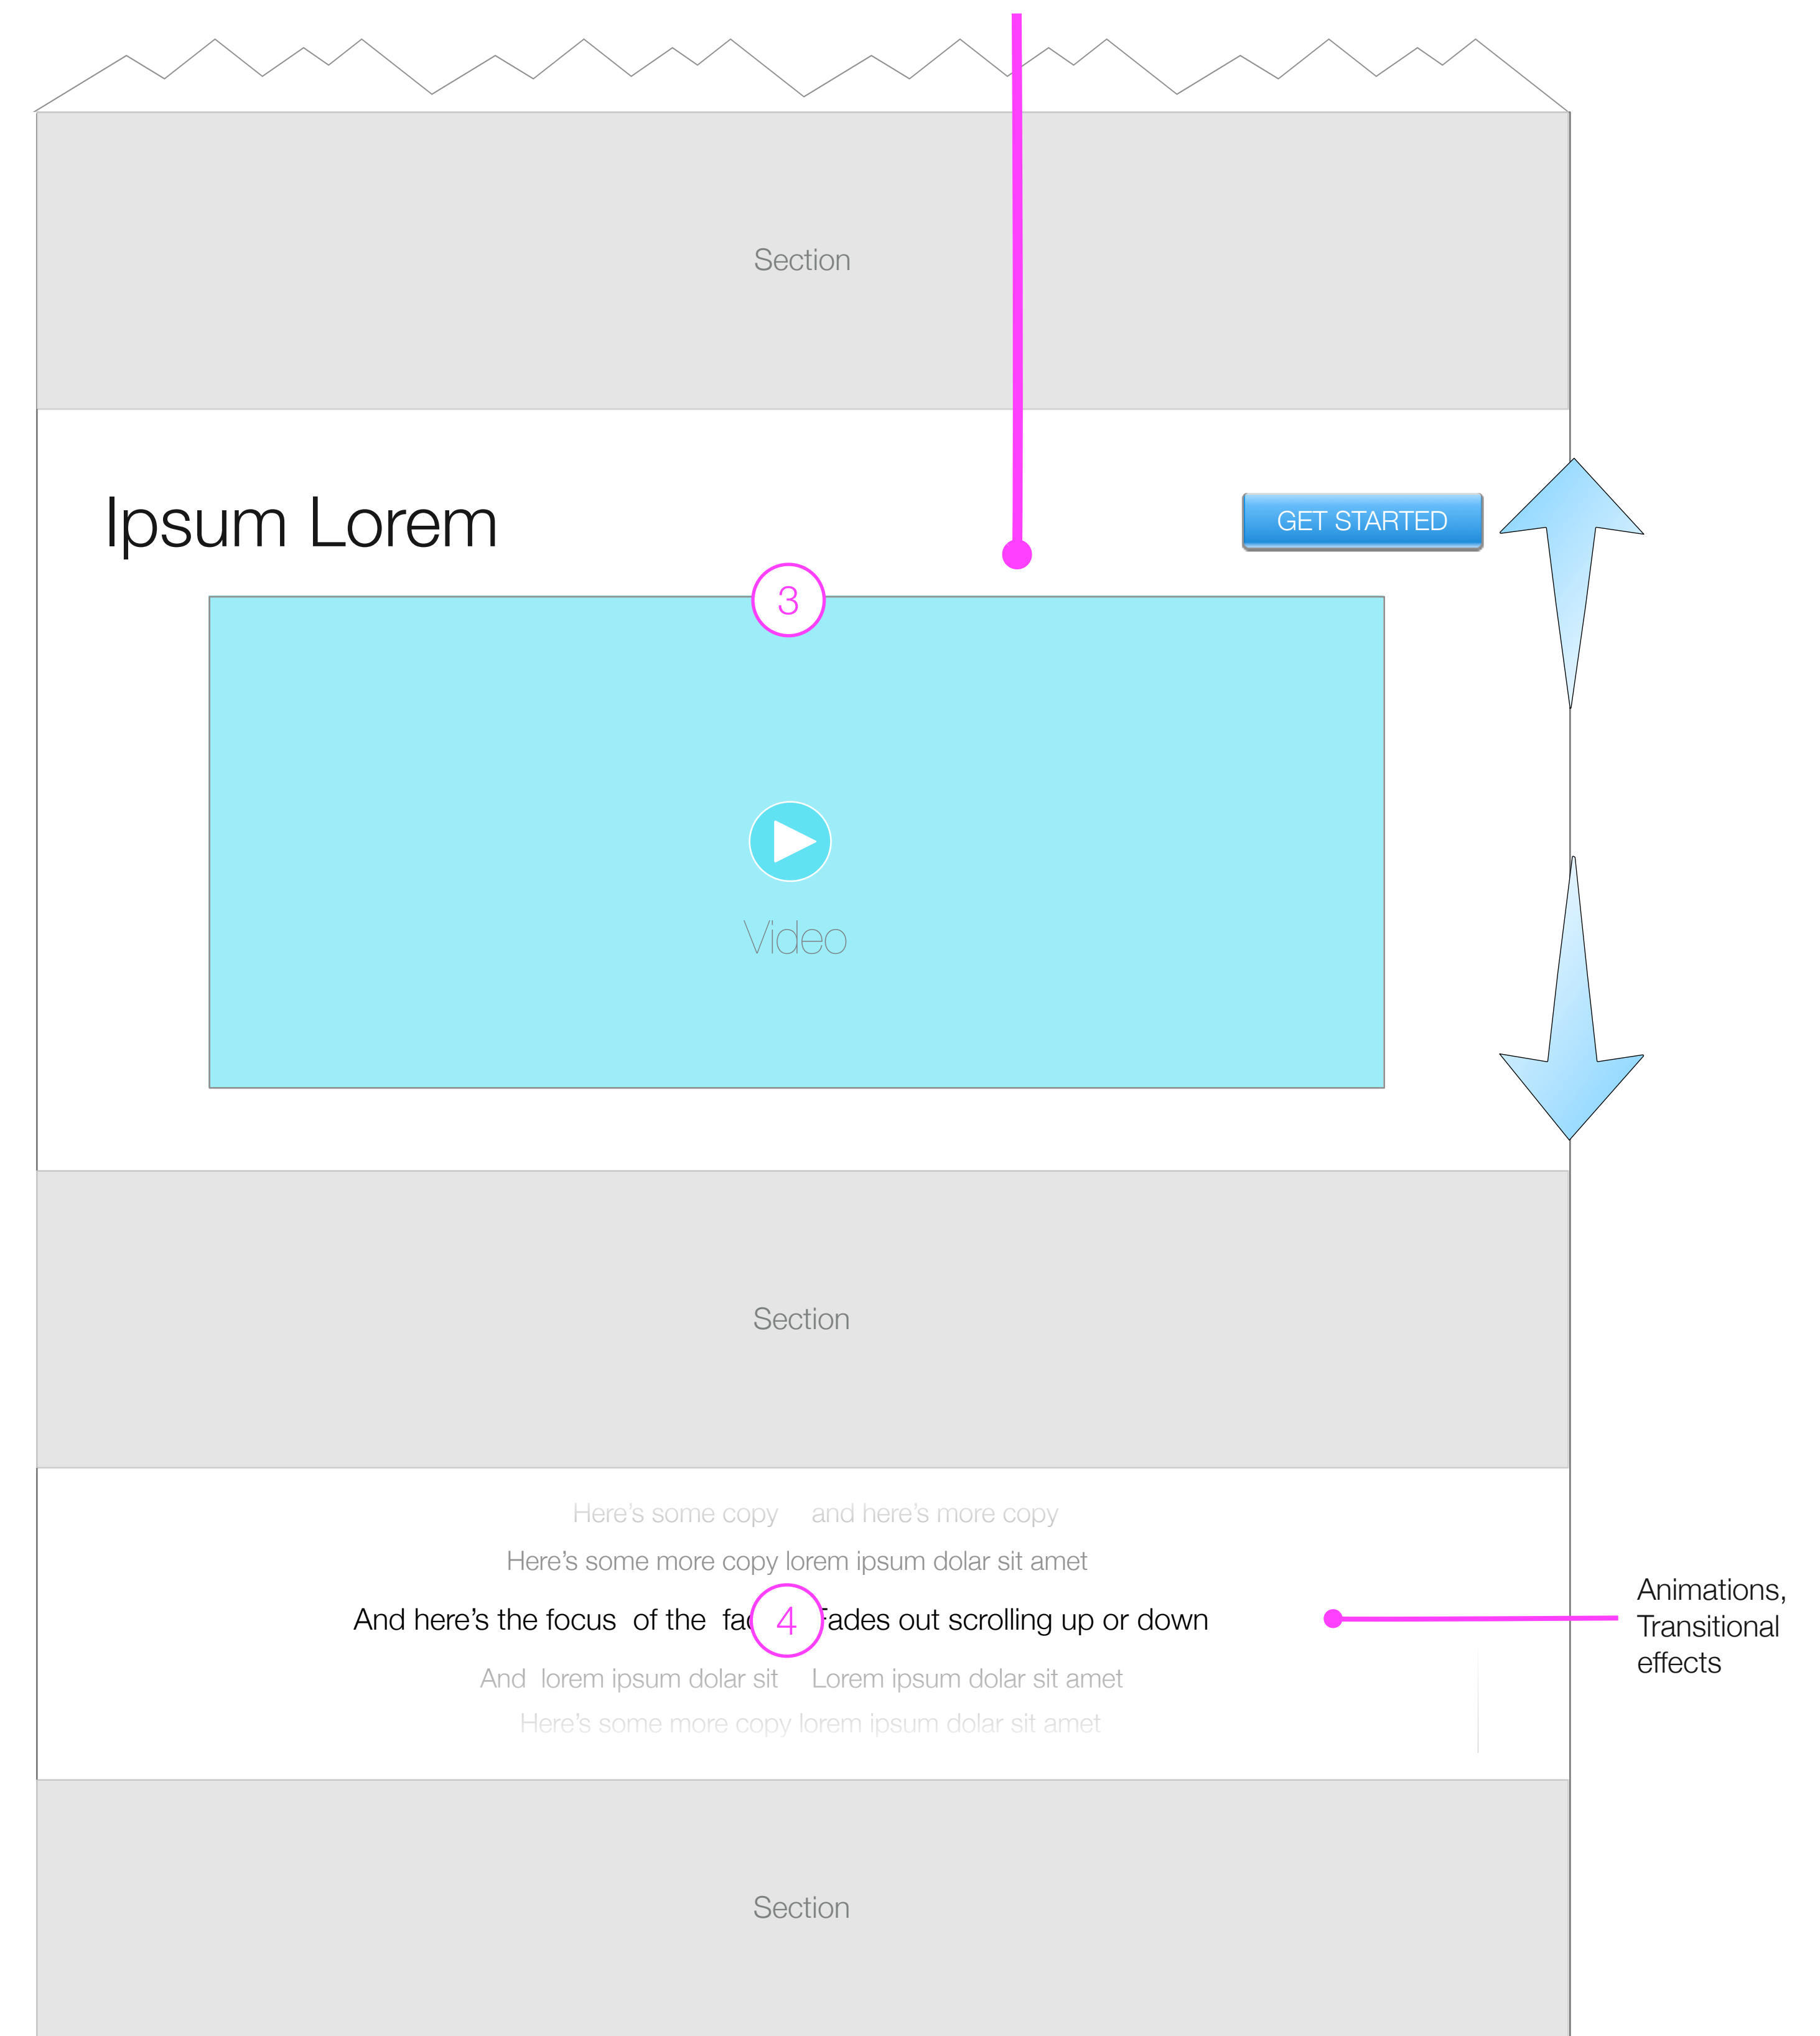 Section
Ipsum Lorem
GET STARTED
3
Video
Section
Here's some copy and here's more copy
Here's some more copy lorem ipsum dolar sit amet
And here's the focus of the 4 Fades out scrolling up or down
Animations,
Transitional
effects
And lorem ipsum dolar sit Lorem ipsum dolar sit amet
Here's some more copy lorem ipsum dolar sit amet
Section